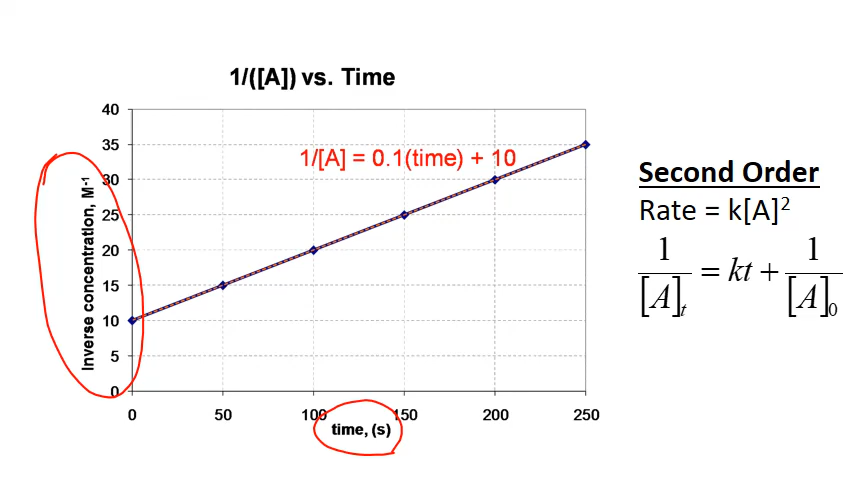 1/([A]) vs. Time
40
35
30
25
20
15
10
5
0
Inverse concentration, M⁻¹
1/[A] = 0.1(time) + 10
0 50 100 150 200 250
time, (s)
Second Order
Rate = k[A]²
1/[A]ₜ = kt + 1/[A]₀